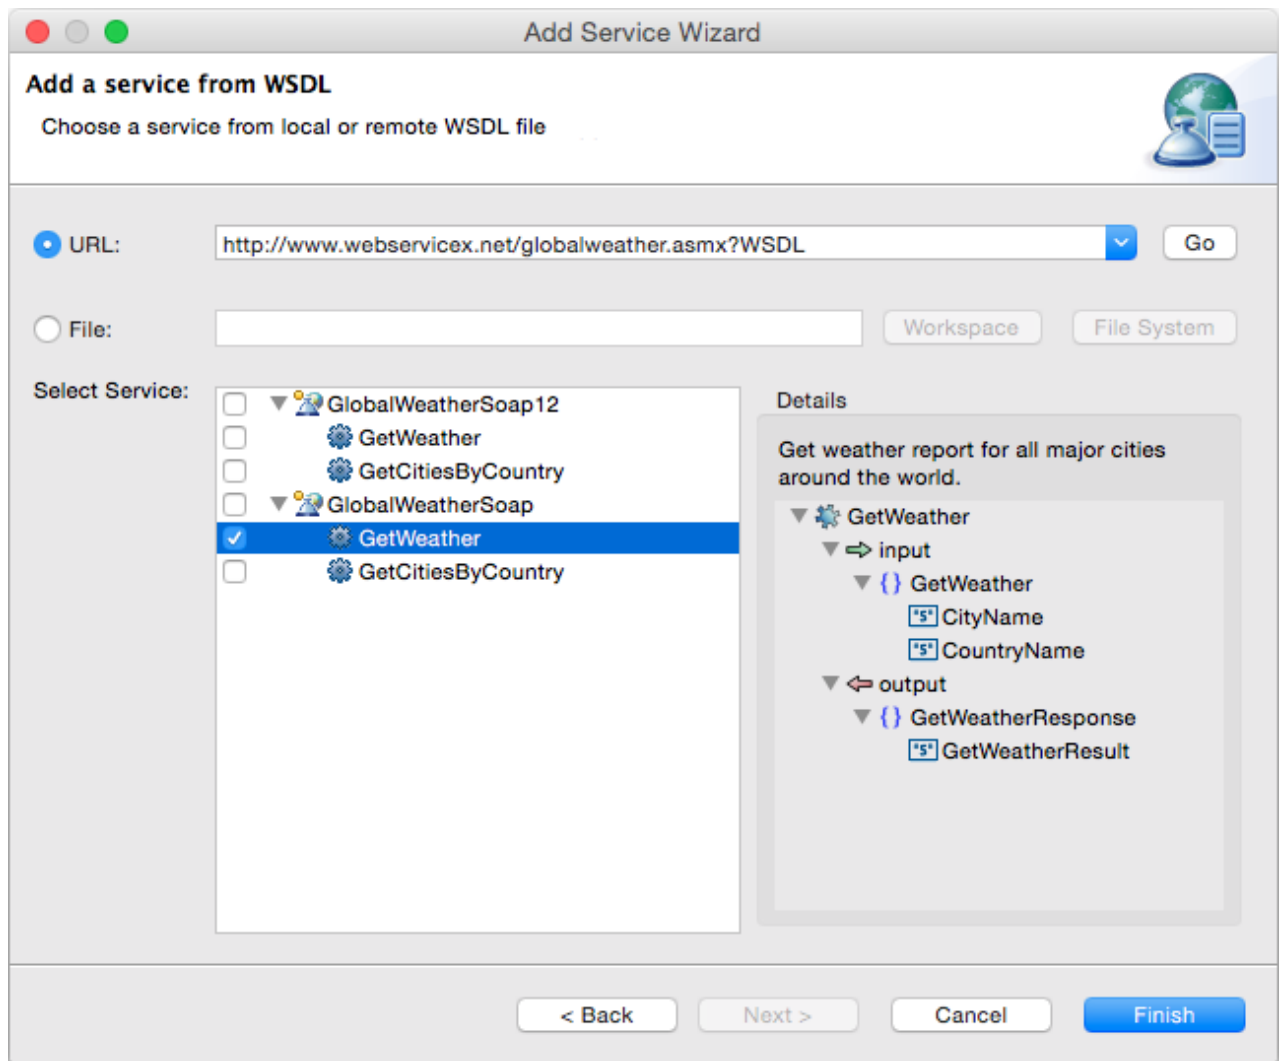 Add Service Wizard
Add a service from WSDL
Choose a service from local or remote WSDL file
URL: http://www.webservicex.net/globalweather.asmx?WSDL Go
File: Workspace File System
Select Service:
GlobalWeatherSoap12
GetWeather
GetCitiesByCountry
GlobalWeatherSoap
GetWeather
GetCitiesByCountry
Details
Get weather report for all major cities
around the world.
GetWeather
input
{} GetWeather
"S" CityName
"S" CountryName
output
{} GetWeatherResponse
"S" GetWeatherResult
< Back Next > Cancel Finish